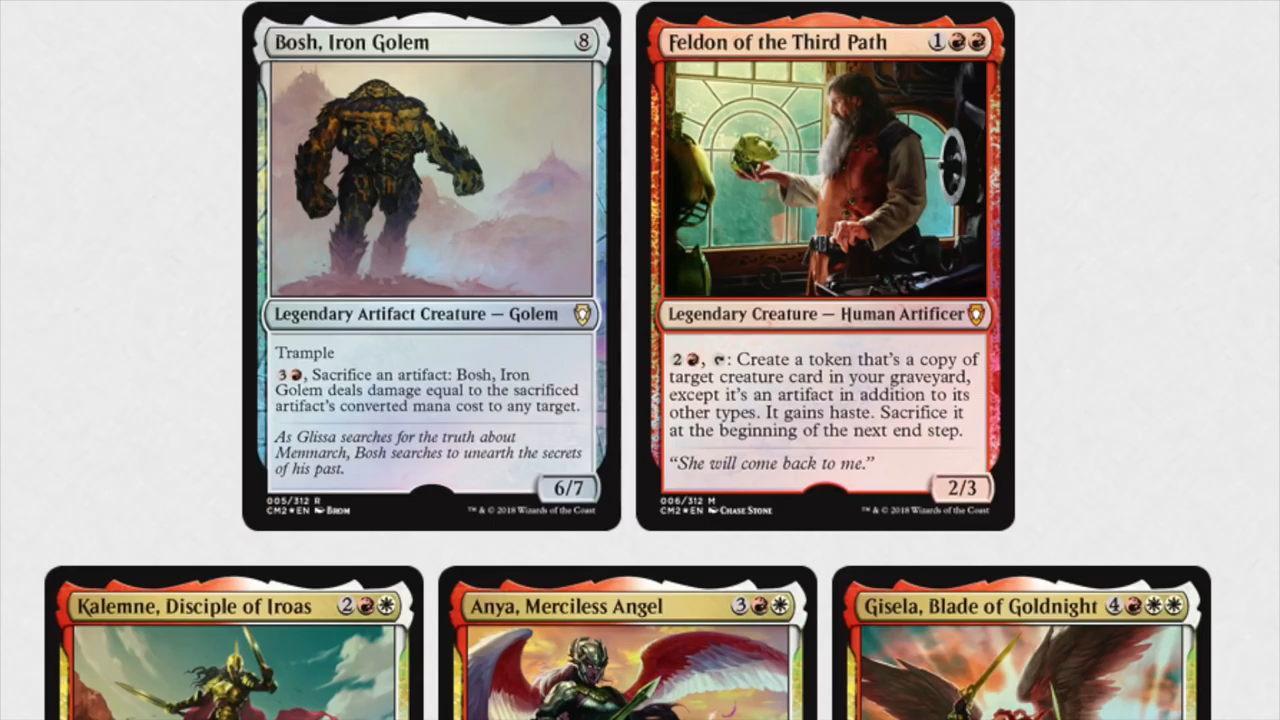 Bosh, Iron Golem 8
Legendary Artifact Creature — Golem
Trample
3, Sacrifice an artifact: Bosh, Iron
Golem deals damage equal to the sacrificed
artifact's converted mana cost to any target.
As Glissa searches for the truth about
Memnarch, Bosh searches to unearth the secrets
of his past.
6/7
005/312 R
CM2★EN BROM
™ & © 2018 Wizards of the Coast
Feldon of the Third Path 1
Legendary Creature — Human Artificer
2, : Create a token that's a copy of
target creature card in your graveyard,
except it's an artifact in addition to its
other types. It gains haste. Sacrifice it
at the beginning of the next end step.
"She will come back to me."
2/3
006/312 M
CM2★EN CHASE STONE
™ & © 2018 Wizards of the Coast
Kalemne, Disciple of Iroas 2
Anya, Merciless Angel 3
Gisela, Blade of Goldnight 4